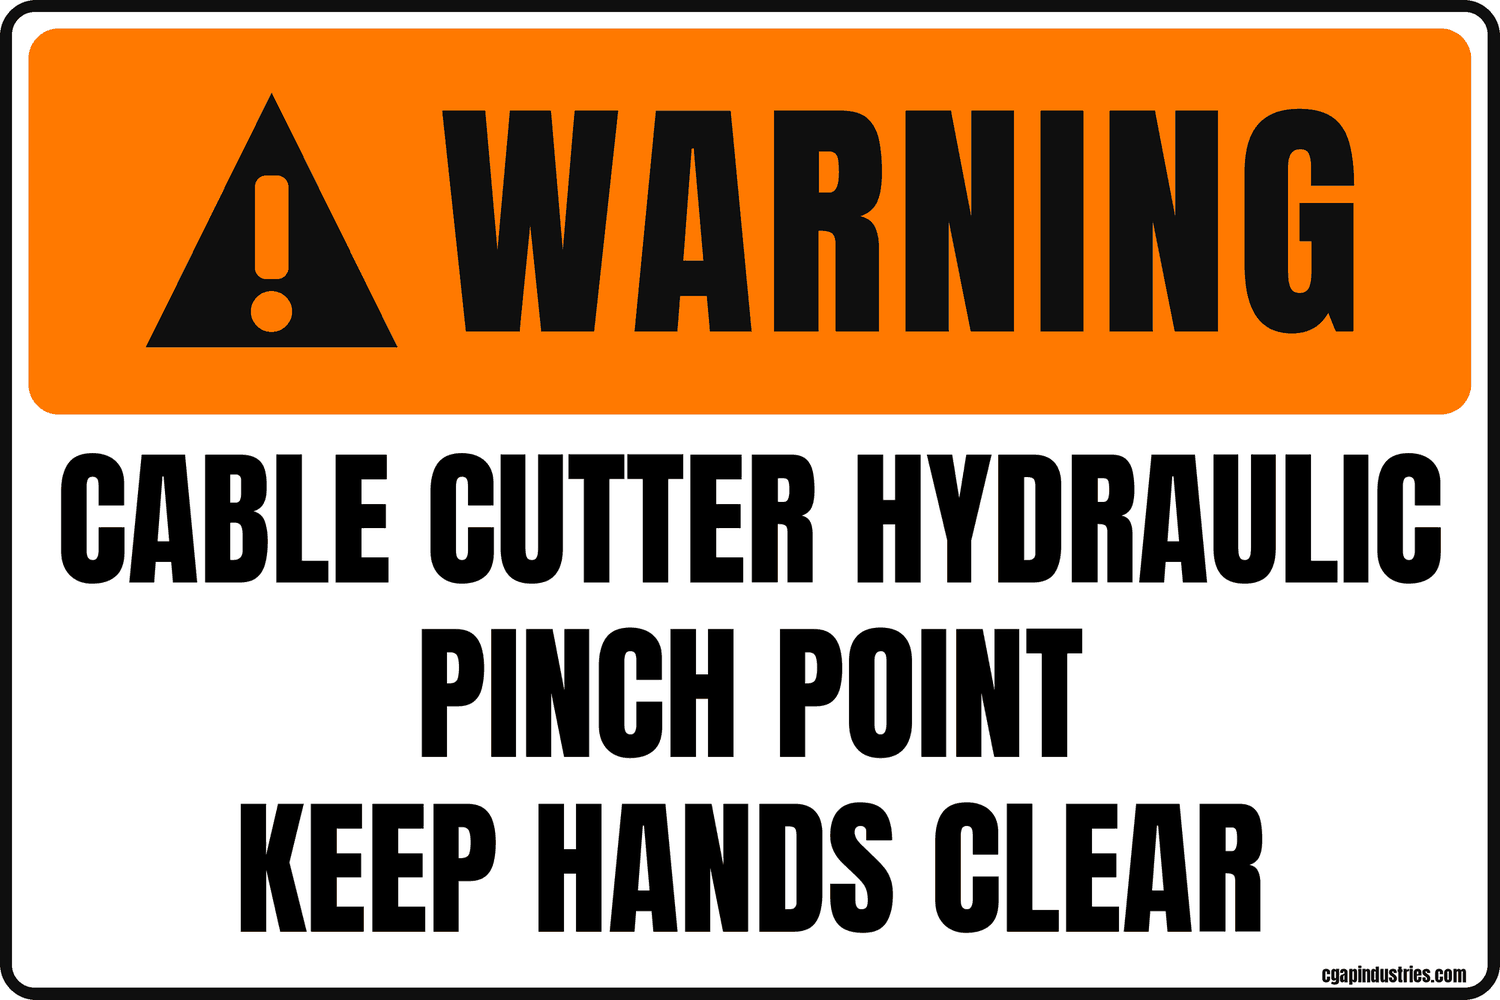 WARNING
CABLE CUTTER HYDRAULIC
PINCH POINT
KEEP HANDS CLEAR
cgapindustries.com